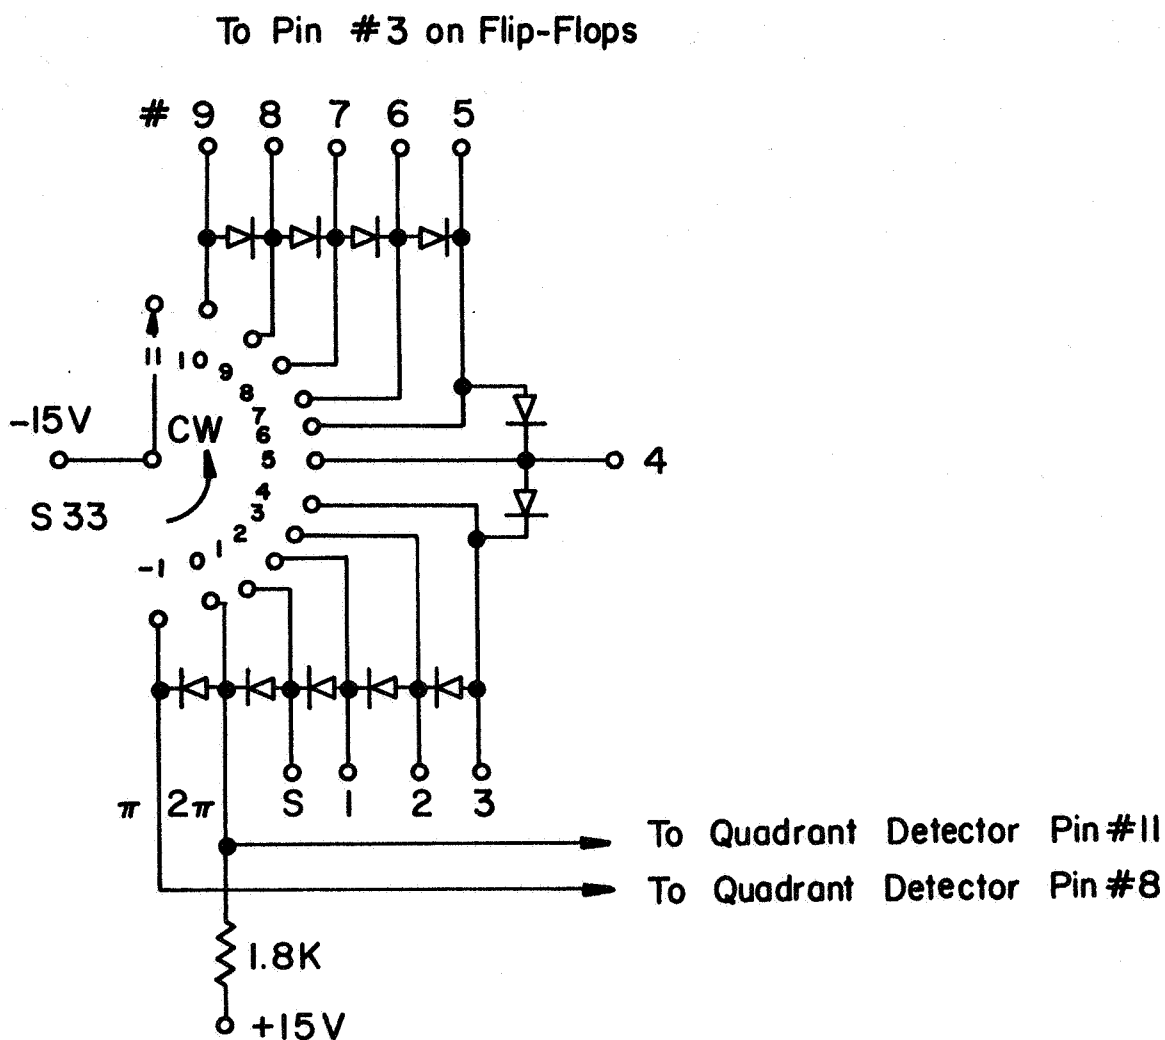 To Pin #3 on Flip-Flops
# 9 8 7 6 5
11 10
9
8
-15V
CW
7
6
5
4
S 33
4
3
2
1
-1 0
π 2π S 1 2 3
To Quadrant Detector Pin #11
To Quadrant Detector Pin #8
1.8K
+15V